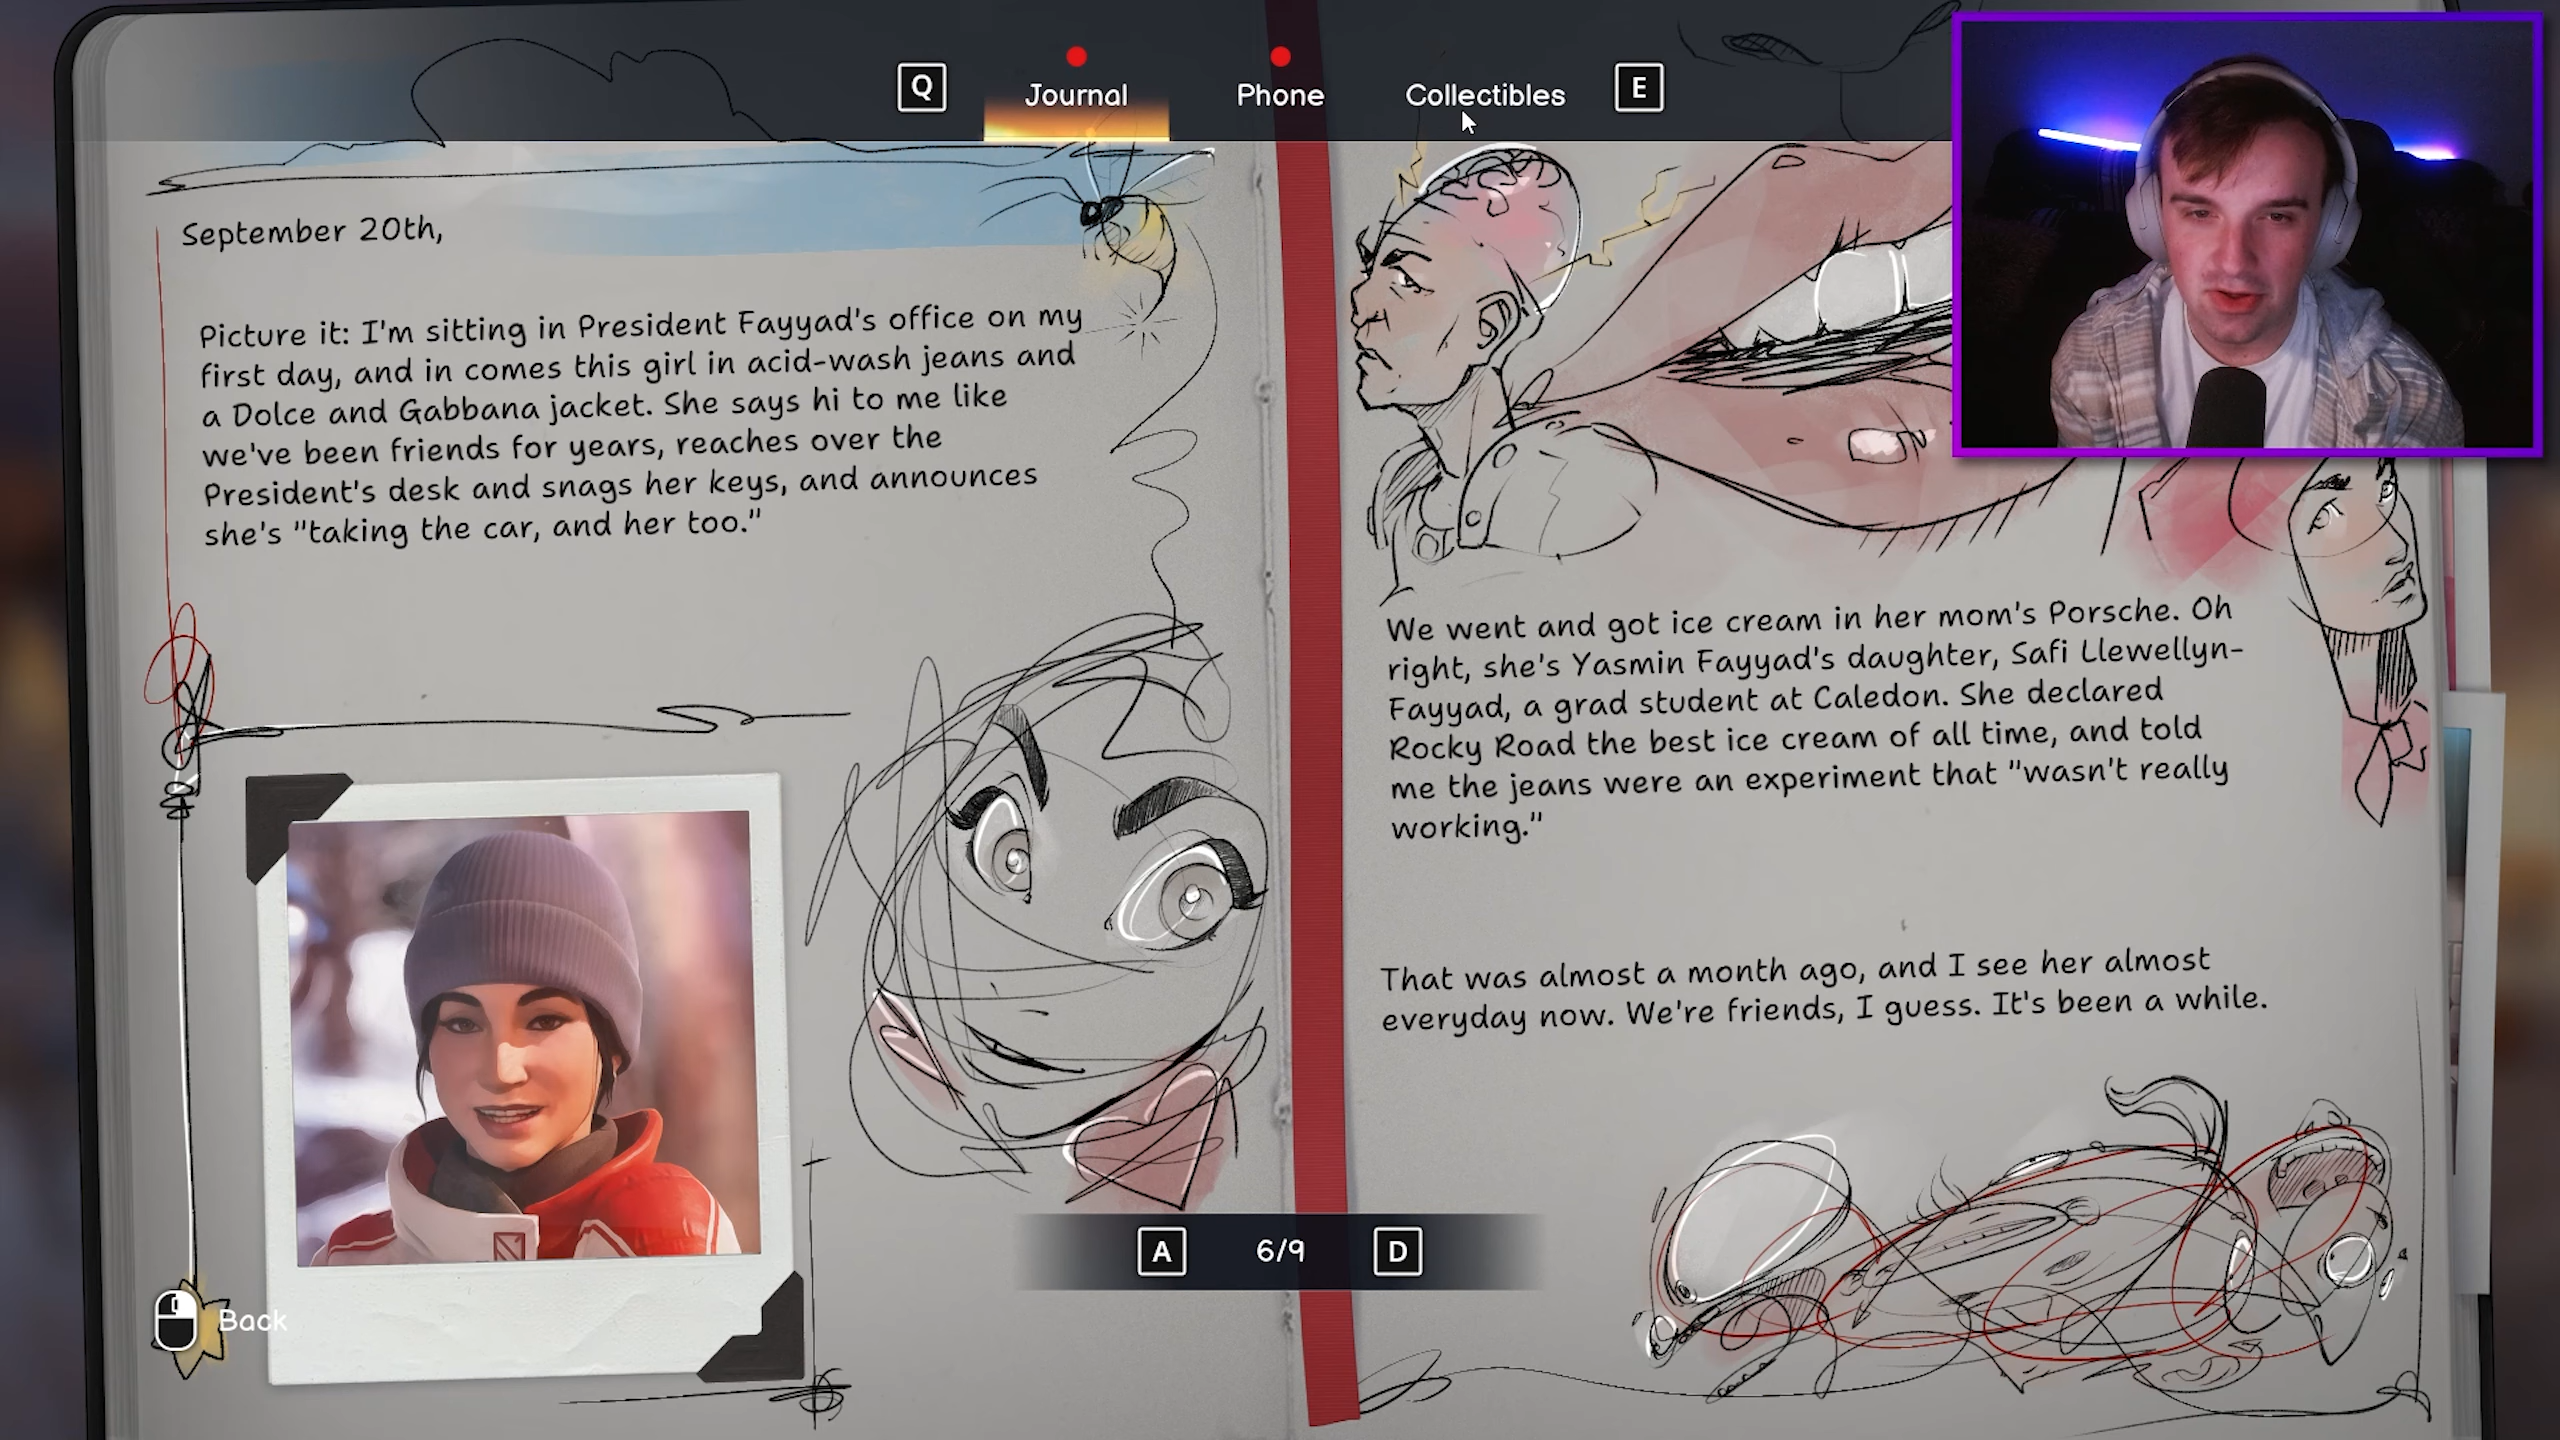 Q
Journal
Phone
Collectibles
E
September 20th,
Picture it: I'm sitting in President Fayyad's office on my
first day, and in comes this girl in acid-wash jeans and
a Dolce and Gabbana jacket. She says hi to me like
we've been friends for years, reaches over the
President's desk and snags her keys, and announces
she's "taking the car, and her too."
We went and got ice cream in her mom's Porsche. Oh
right, she's Yasmin Fayyad's daughter, Safi Llewellyn-
Fayyad, a grad student at Caledon. She declared
Rocky Road the best ice cream of all time, and told
me the jeans were an experiment that "wasn't really
working."
That was almost a month ago, and I see her almost
everyday now. We're friends, I guess. It's been a while.
A
6/9
D
Back